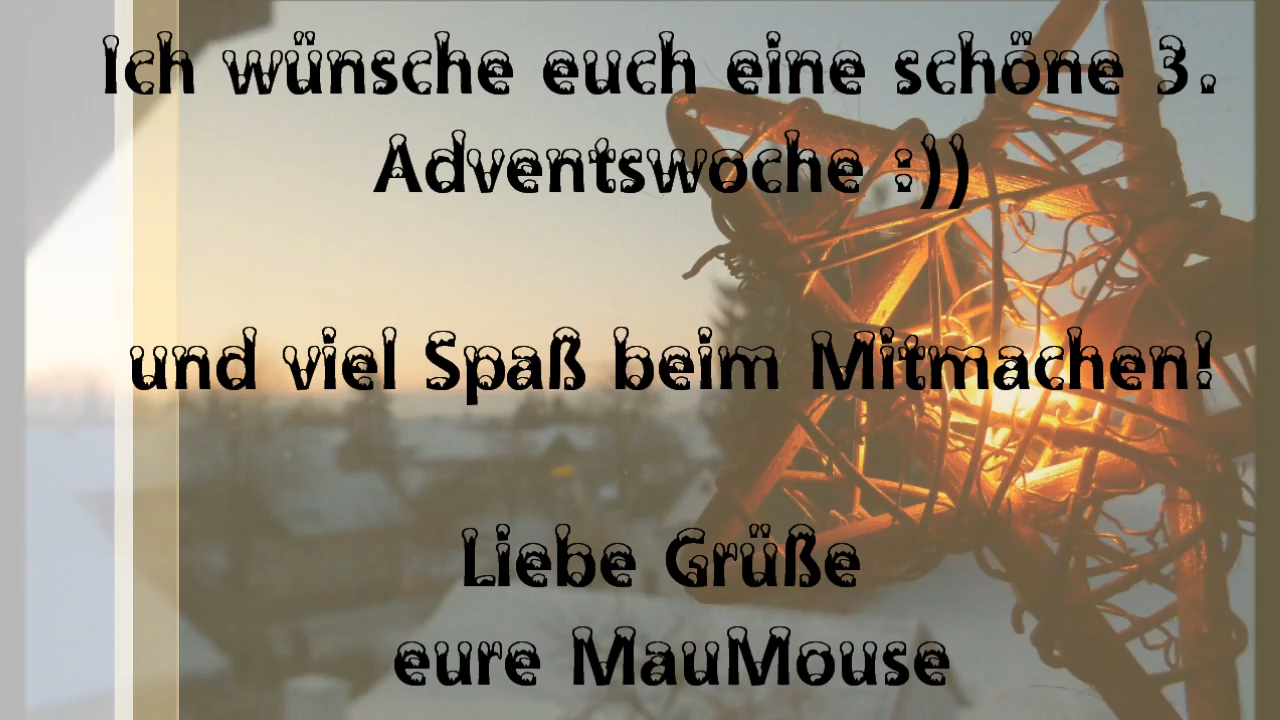 Ich wünsche euch eine schöne 3.
Adventswoche :))
und viel Spaß beim Mitmachen!
Liebe Grüße
eure MauMouse